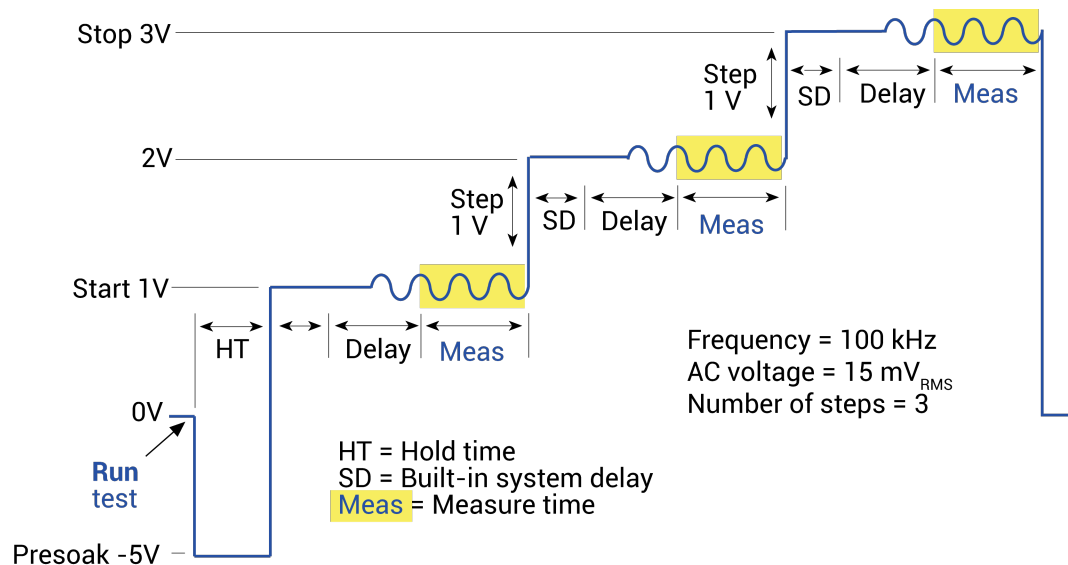 Stop 3V
Step
1 V
SD
Delay
Meas
2V
Step
1 V
SD
Delay
Meas
Start 1V
HT
Delay
Meas
Frequency = 100 kHz
AC voltage = 15 mVRMS
Number of steps = 3
0V
Run
test
HT = Hold time
SD = Built-in system delay
Meas = Measure time
Presoak -5V